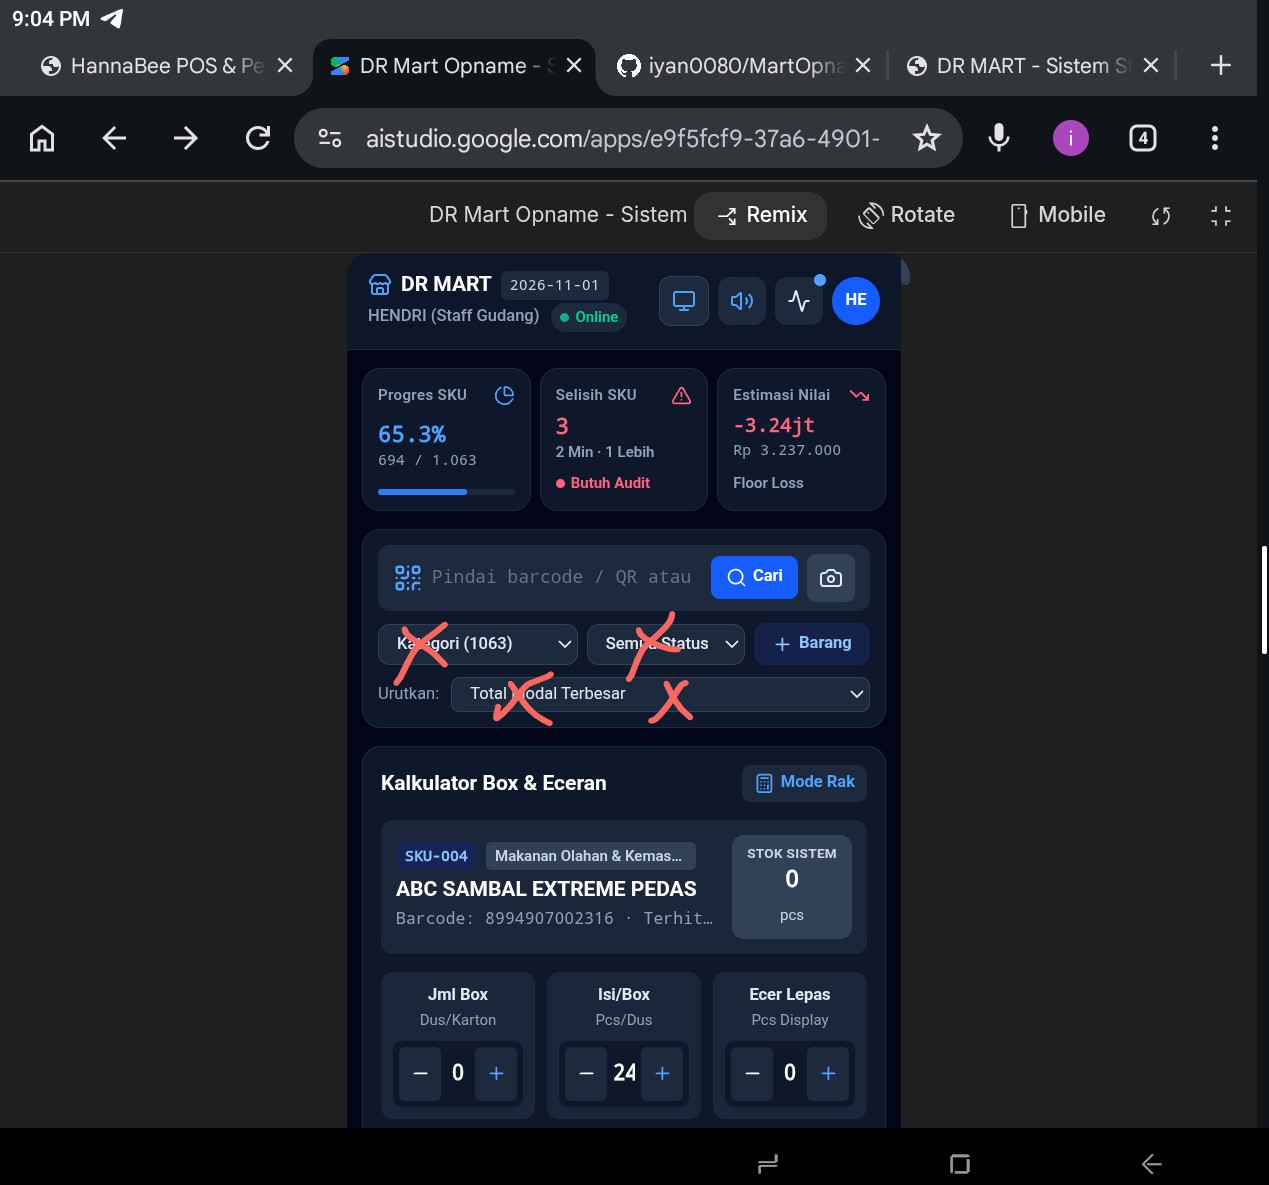 9:04 PM
HannaBee POS & Pe
DR Mart Opname - S
iyan0080/MartOpna
DR MART - Sistem St
aistudio.google.com/apps/e9f5fcf9-37a6-4901-
i
4
DR Mart Opname - Sistem
Remix
Rotate
Mobile
DR MART 2026-11-01
HENDRI (Staff Gudang) Online
HE
Progres SKU
65.3%
694 / 1.063
Selisih SKU
3
2 Min · 1 Lebih
Butuh Audit
Estimasi Nilai
-3.24jt
Rp 3.237.000
Floor Loss
Pindai barcode / QR atau
Cari
Kategori (1063)
Semua Status
+ Barang
Urutkan: Total Modal Terbesar
Kalkulator Box & Eceran
Mode Rak
SKU-004 Makanan Olahan & Kemas...
ABC SAMBAL EXTREME PEDAS
Barcode: 8994907002316 · Terhit…
STOK SISTEM
0
pcs
Jml Box
Dus/Karton
− 0 +
Isi/Box
Pcs/Dus
− 24 +
Ecer Lepas
Pcs Display
− 0 +